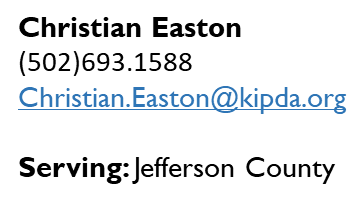 Christian Easton
(502)693.1588
Christian.Easton@kipda.org
Serving: Jefferson County